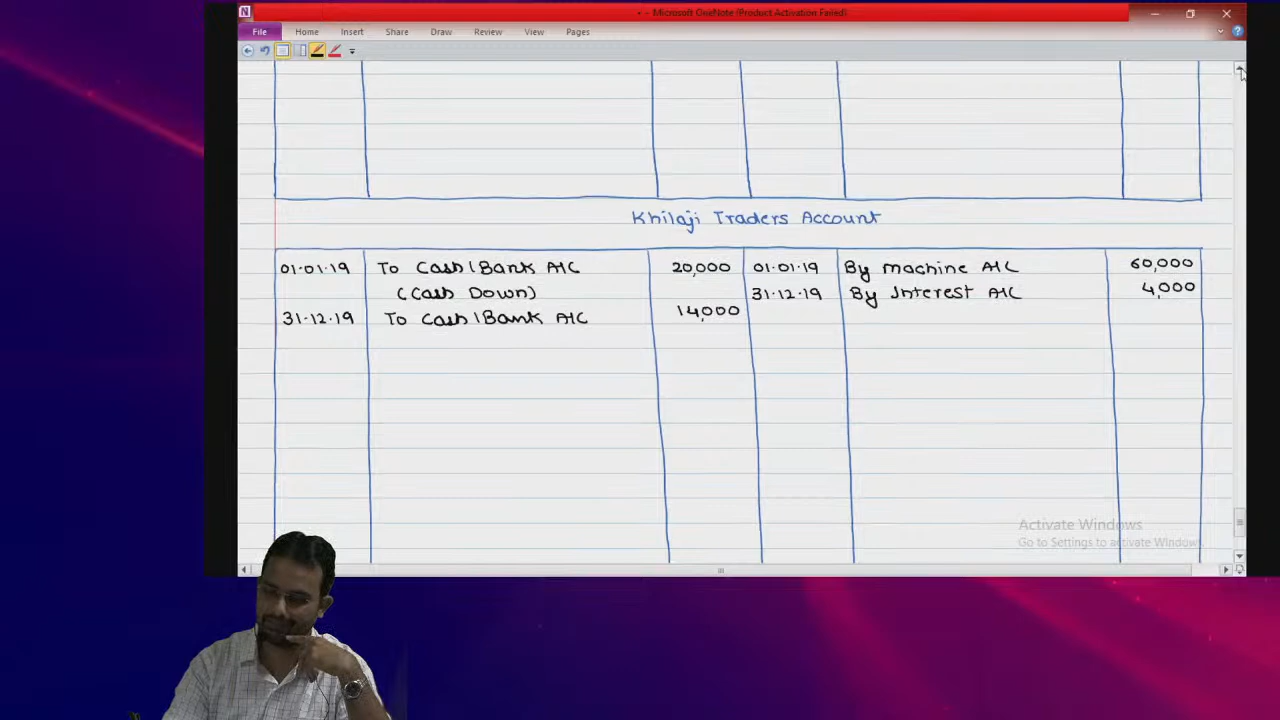 Microsoft OneNote (Product Activation Failed)
File Home Insert Share Draw Review View Pages
Khilaji Traders Account
01.01.19 To Cash|Bank A/C 20,000 01.01.19 By machine A/C 60,000
(Cash Down) 31.12.19 By Interest A/C 4,000
31.12.19 To Cash|Bank A/C 14,000
Activate Windows
Go to Settings to activate Windows.